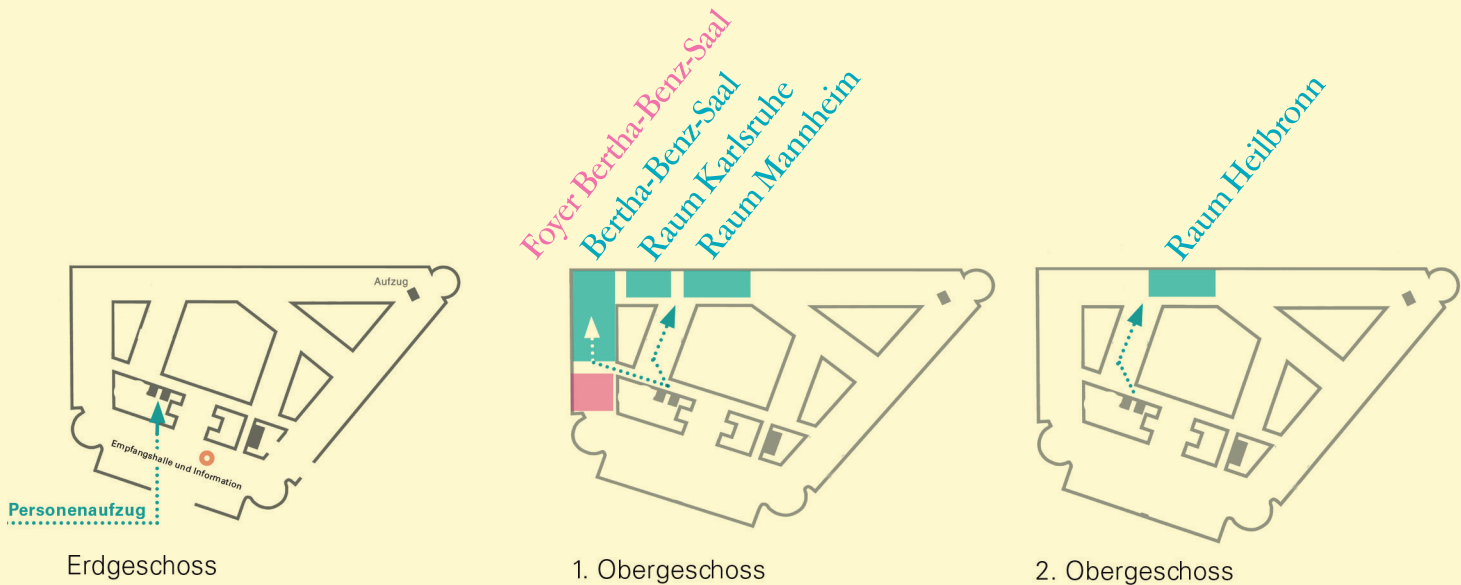 Foyer Bertha-Benz-Saal
Bertha-Benz-Saal
Raum Karlsruhe
Raum Mannheim
Raum Heilbronn
Aufzug
Empfangshalle und Information
Personenaufzug
Erdgeschoss
1. Obergeschoss
2. Obergeschoss